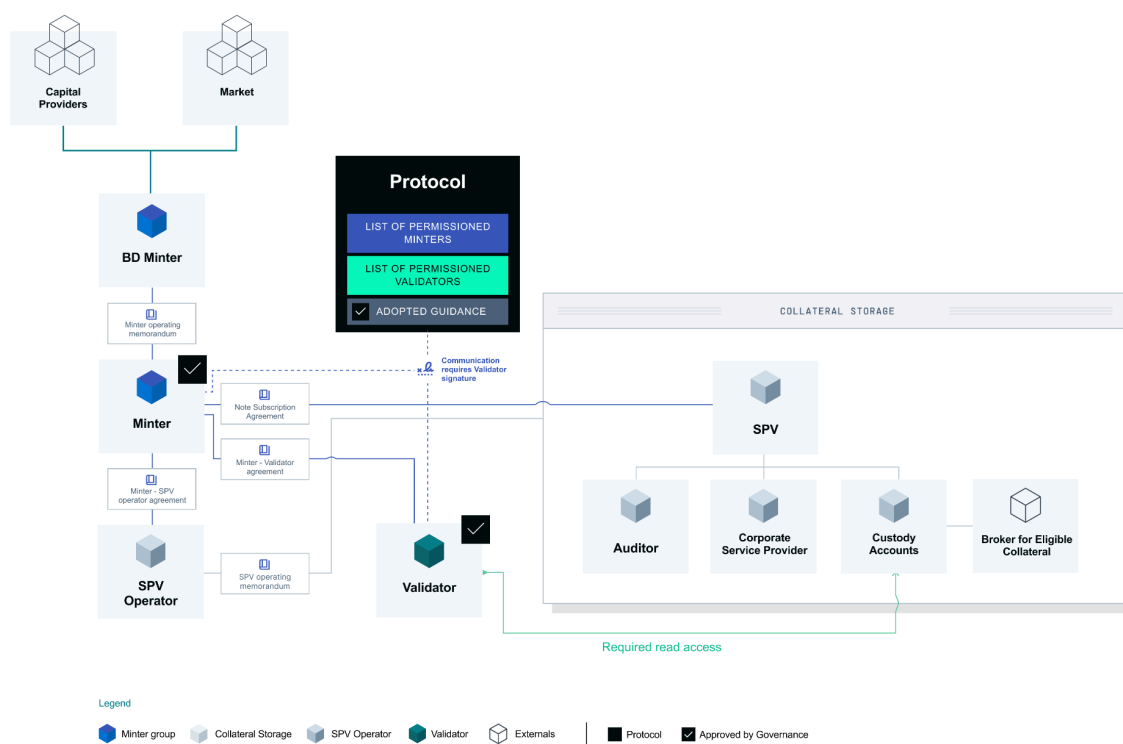 Capital
Providers
Market
Protocol
LIST OF PERMISSIONED
MINTERS
LIST OF PERMISSIONED
VALIDATORS
ADOPTED GUIDANCE
BD Minter
Minter operating
memorandum
Communication
requires Validator
signature
COLLATERAL STORAGE
Minter
Note Subscription
Agreement
Minter - Validator
agreement
SPV
Minter - SPV
operator agreement
Auditor
Corporate
Service Provider
Custody
Accounts
Broker for Eligible
Collateral
SPV
Operator
SPV operating
memorandum
Validator
Required read access
Legend
Minter group
Collateral Storage
SPV Operator
Validator
Externals
Protocol
Approved by Governance